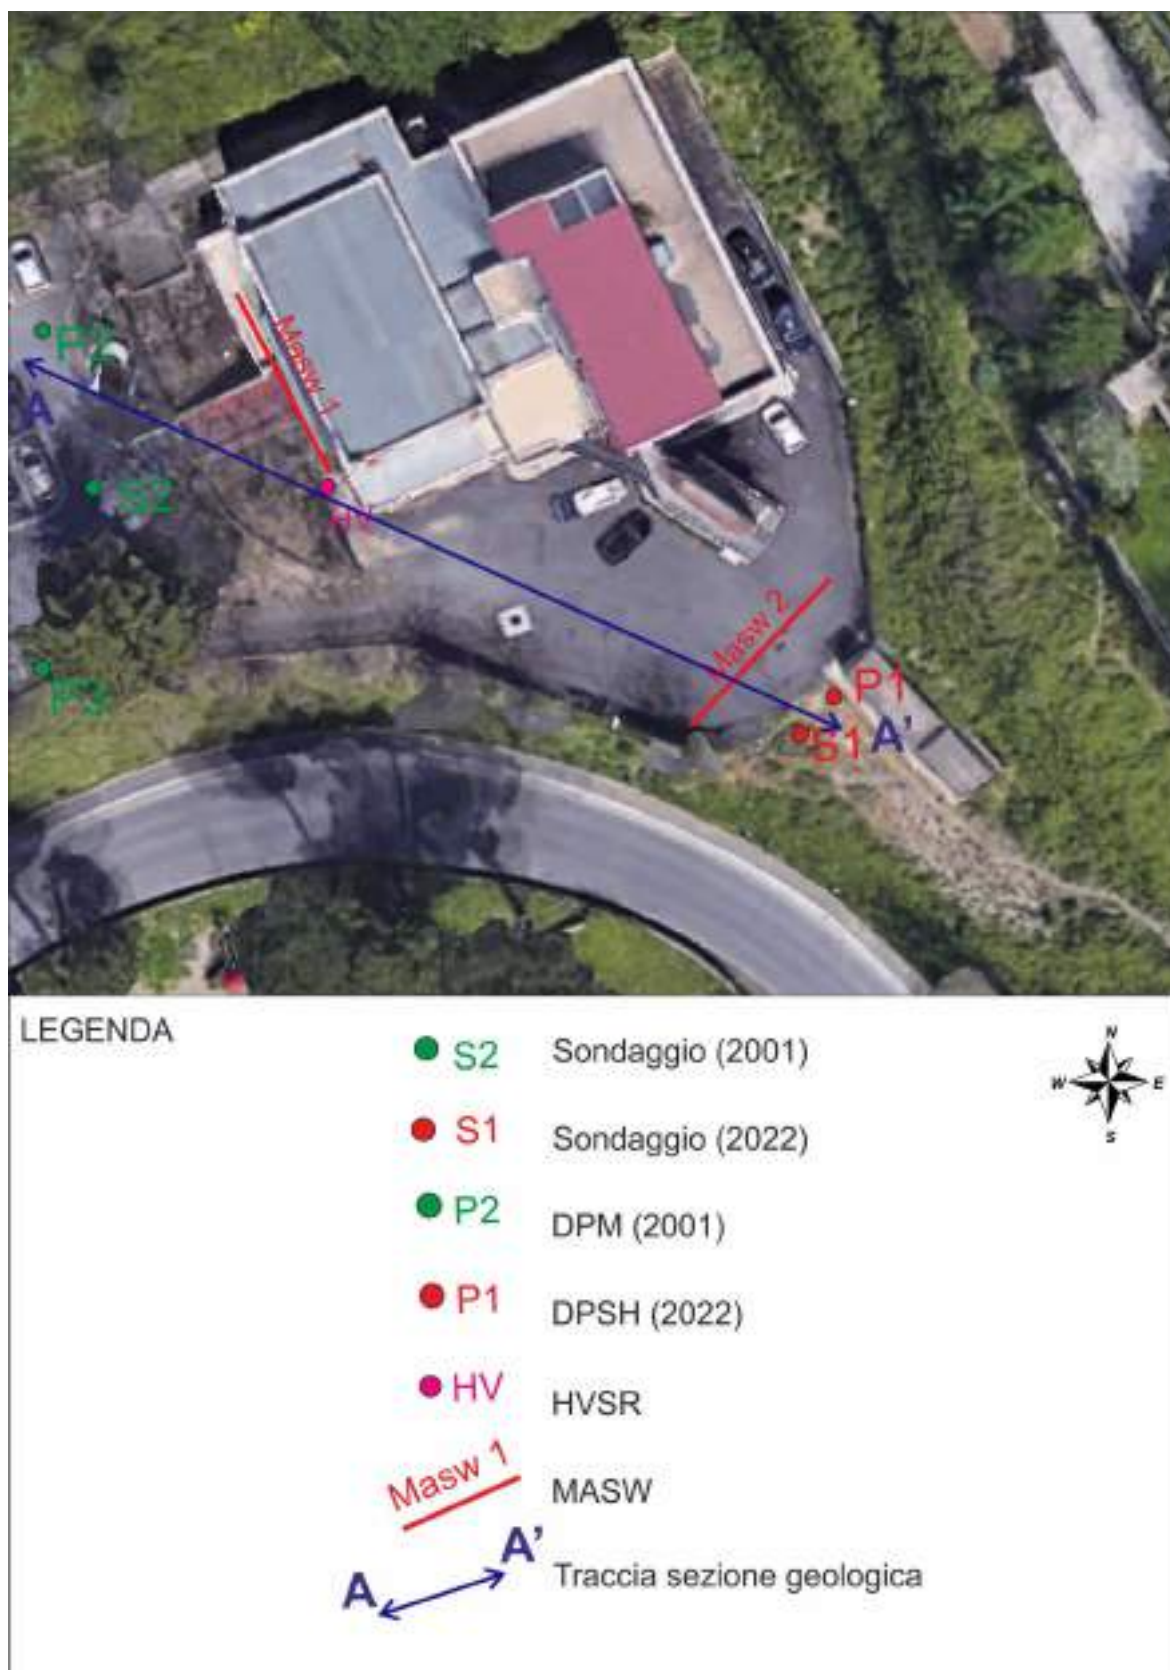 P2
Masw 1
A
S2
HV
Masw 2
P3
P1
S1
A'
LEGENDA
N
W E
S
S2 Sondaggio (2001)
S1 Sondaggio (2022)
P2 DPM (2001)
P1 DPSH (2022)
HV HVSR
Masw 1 MASW
A A' Traccia sezione geologica